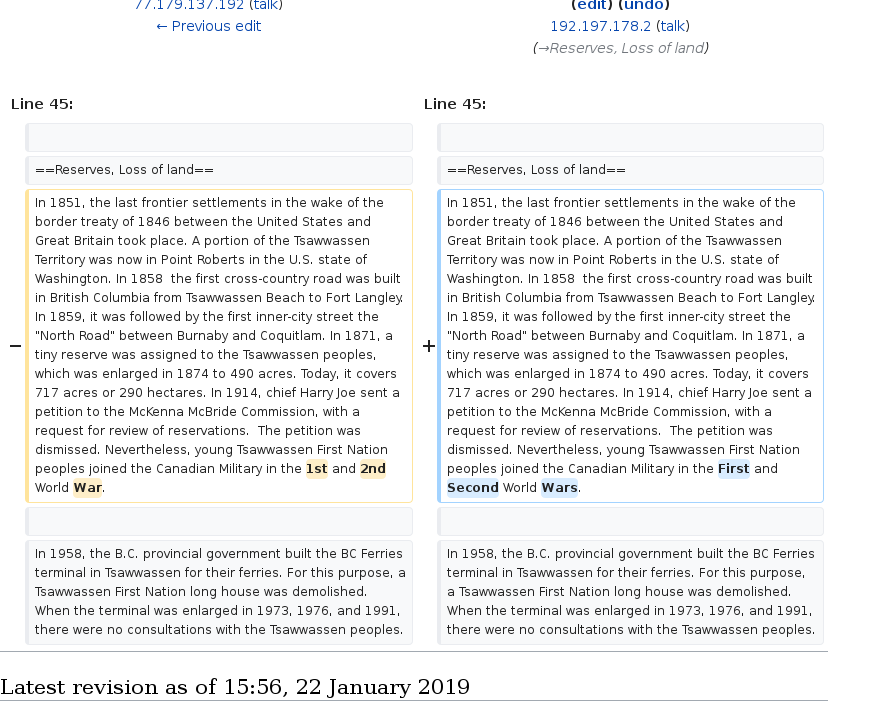 77.179.137.192 (talk)
← Previous edit
(edit) (undo)
192.197.178.2 (talk)
(→Reserves, Loss of land)
Line 45:
Line 45:
==Reserves, Loss of land==
==Reserves, Loss of land==
−
In 1851, the last frontier settlements in the wake of the
border treaty of 1846 between the United States and
Great Britain took place. A portion of the Tsawwassen
Territory was now in Point Roberts in the U.S. state of
Washington. In 1858  the first cross-country road was built
in British Columbia from Tsawwassen Beach to Fort Langley.
In 1859, it was followed by the first inner-city street the
"North Road" between Burnaby and Coquitlam. In 1871, a
tiny reserve was assigned to the Tsawwassen peoples,
which was enlarged in 1874 to 490 acres. Today, it covers
717 acres or 290 hectares. In 1914, chief Harry Joe sent a
petition to the McKenna McBride Commission, with a
request for review of reservations.  The petition was
dismissed. Nevertheless, young Tsawwassen First Nation
peoples joined the Canadian Military in the 1st and 2nd
World War.
+
In 1851, the last frontier settlements in the wake of the
border treaty of 1846 between the United States and
Great Britain took place. A portion of the Tsawwassen
Territory was now in Point Roberts in the U.S. state of
Washington. In 1858  the first cross-country road was built
in British Columbia from Tsawwassen Beach to Fort Langley.
In 1859, it was followed by the first inner-city street the
"North Road" between Burnaby and Coquitlam. In 1871, a
tiny reserve was assigned to the Tsawwassen peoples,
which was enlarged in 1874 to 490 acres. Today, it covers
717 acres or 290 hectares. In 1914, chief Harry Joe sent a
petition to the McKenna McBride Commission, with a
request for review of reservations.  The petition was
dismissed. Nevertheless, young Tsawwassen First Nation
peoples joined the Canadian Military in the First and
Second World Wars.
In 1958, the B.C. provincial government built the BC Ferries
terminal in Tsawwassen for their ferries. For this purpose, a
Tsawwassen First Nation long house was demolished.
When the terminal was enlarged in 1973, 1976, and 1991,
there were no consultations with the Tsawwassen peoples.
In 1958, the B.C. provincial government built the BC Ferries
terminal in Tsawwassen for their ferries. For this purpose,
a Tsawwassen First Nation long house was demolished.
When the terminal was enlarged in 1973, 1976, and 1991,
there were no consultations with the Tsawwassen peoples.
Latest revision as of 15:56, 22 January 2019